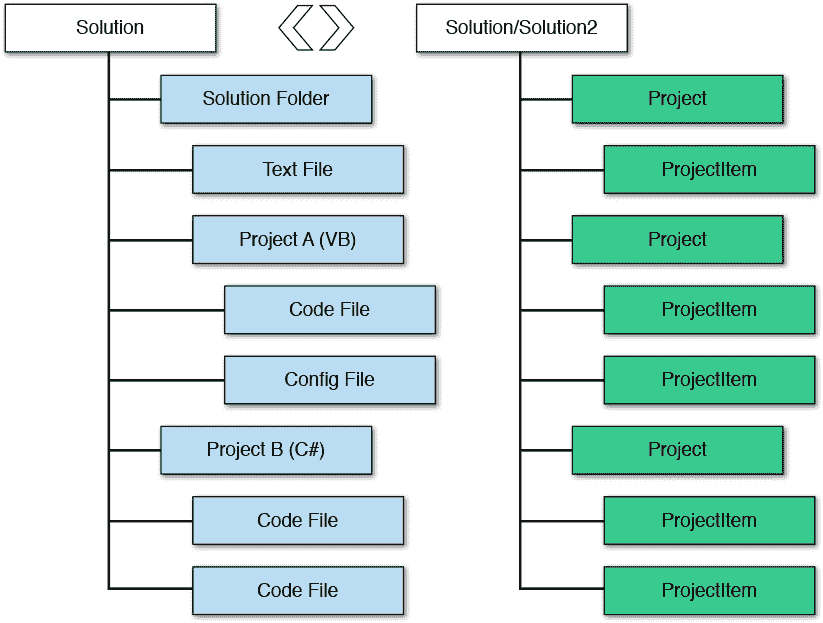 Solution
Solution/Solution2
Solution Folder
Project
Text File
ProjectItem
Project A (VB)
Project
Code File
ProjectItem
Config File
ProjectItem
Project B (C#)
Project
Code File
ProjectItem
Code File
ProjectItem